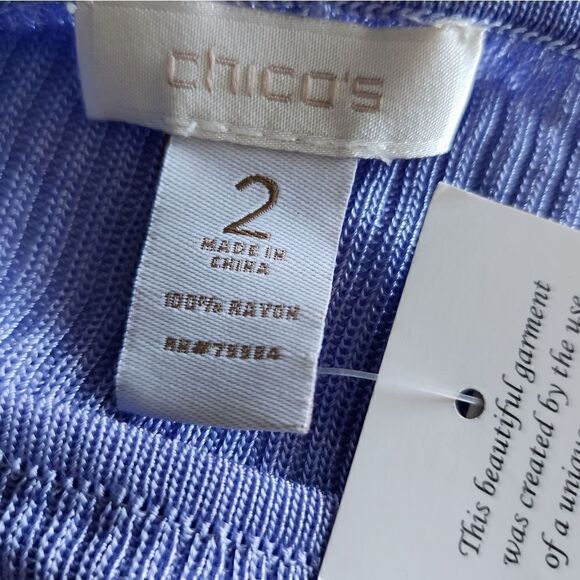 chico's
2
MADE IN
CHINA
100% RAYON
This beautiful garment
was created by the use
of a unique